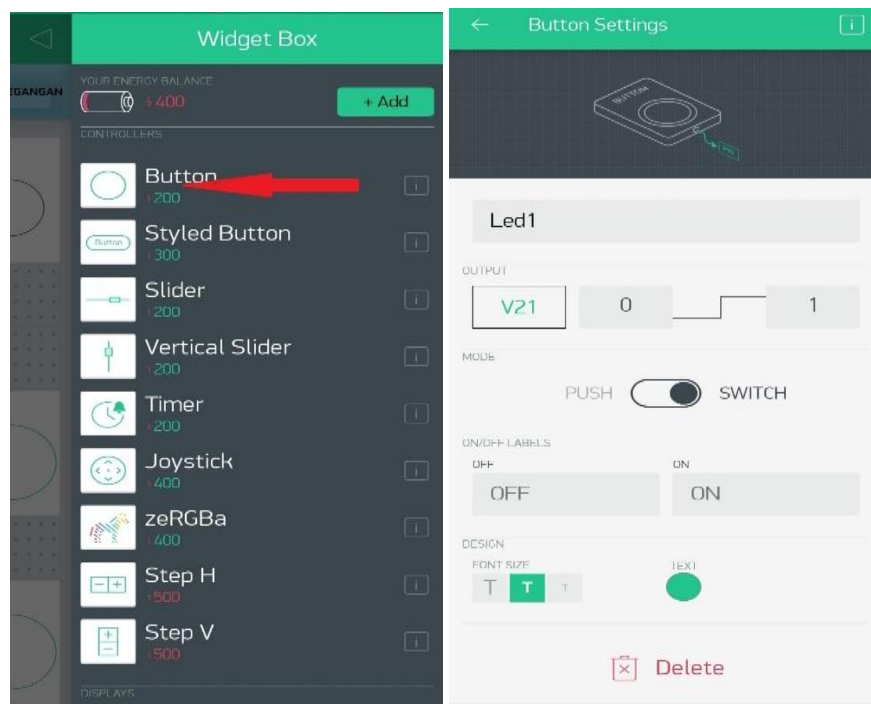 Widget Box
EGANGAN
YOUR ENERGY BALANCE
400
+ Add
CONTROLLERS
Button
200
Styled Button
Button
300
Slider
200
Vertical Slider
200
Timer
200
Joystick
400
zeRGBa
400
Step H
500
Step V
500
DISPLAYS
Button Settings
i
BUTTON
PIN
Led1
OUTPUT
V21 0 1
MODE
PUSH SWITCH
ON/OFF LABELS
OFF ON
OFF ON
DESIGN
FONT SIZE TEXT
T T T
Delete